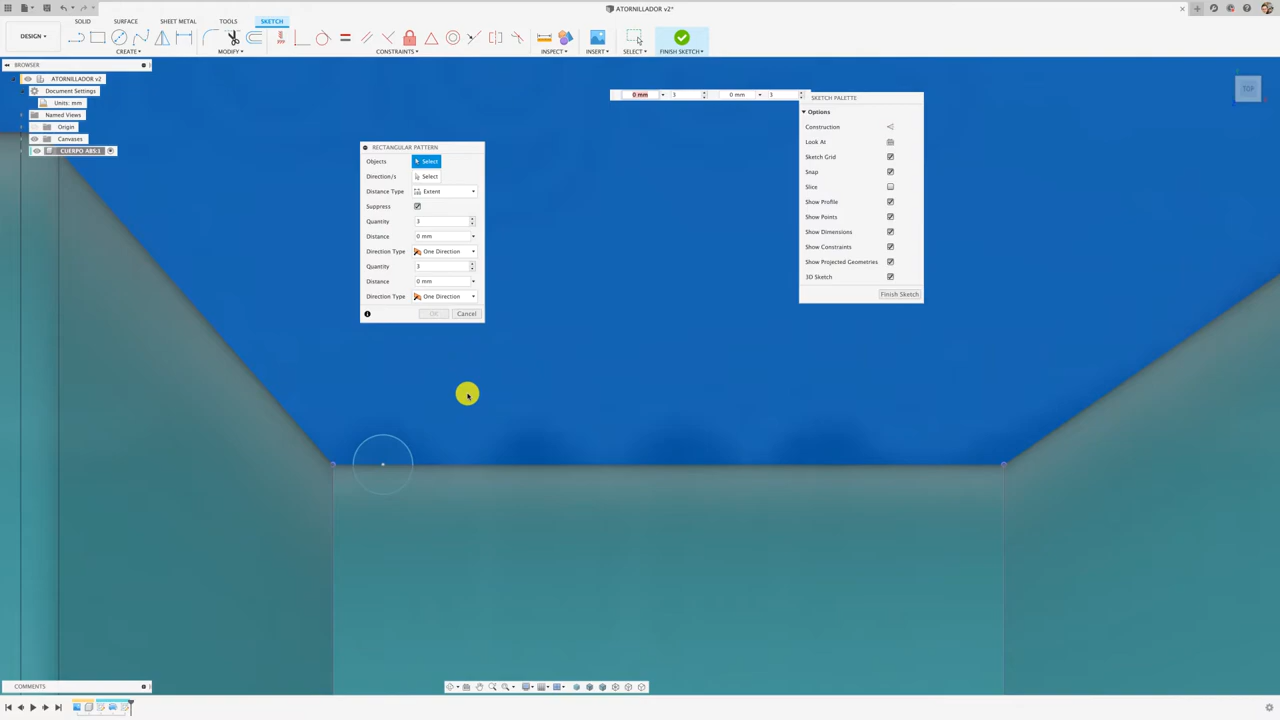 ATORNILLADOR v2*
SOLID SURFACE SHEET METAL TOOLS SKETCH
DESIGN
CREATE MODIFY CONSTRAINTS INSPECT INSERT SELECT FINISH SKETCH
BROWSER
ATORNILLADOR v2
Document Settings
Units: mm
Named Views
Origin
Canvases
CUERPO ABS:1
0 mm 3 0 mm 3
RECTANGULAR PATTERN
Objects Select
Direction/s Select
Distance Type Extent
Suppress
Quantity 3
Distance 0 mm
Direction Type One Direction
Quantity 3
Distance 0 mm
Direction Type One Direction
OK Cancel
SKETCH PALETTE
Options
Construction
Look At
Sketch Grid
Snap
Slice
Show Profile
Show Points
Show Dimensions
Show Constraints
Show Projected Geometries
3D Sketch
Finish Sketch
TOP
COMMENTS